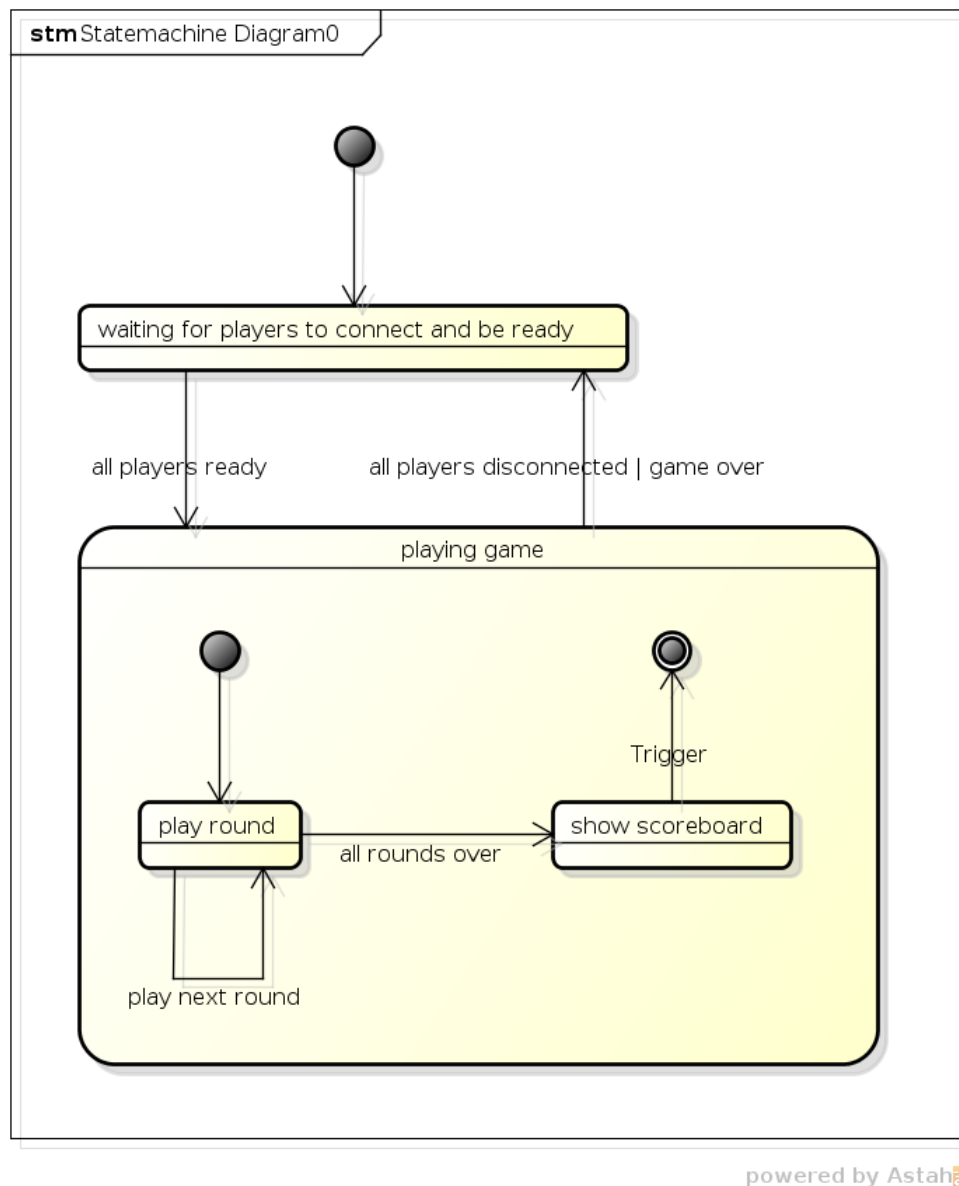 stm Statemachine Diagram0
waiting for players to connect and be ready
all players ready
all players disconnected | game over
playing game
Trigger
play round
show scoreboard
all rounds over
play next round
powered by Astah